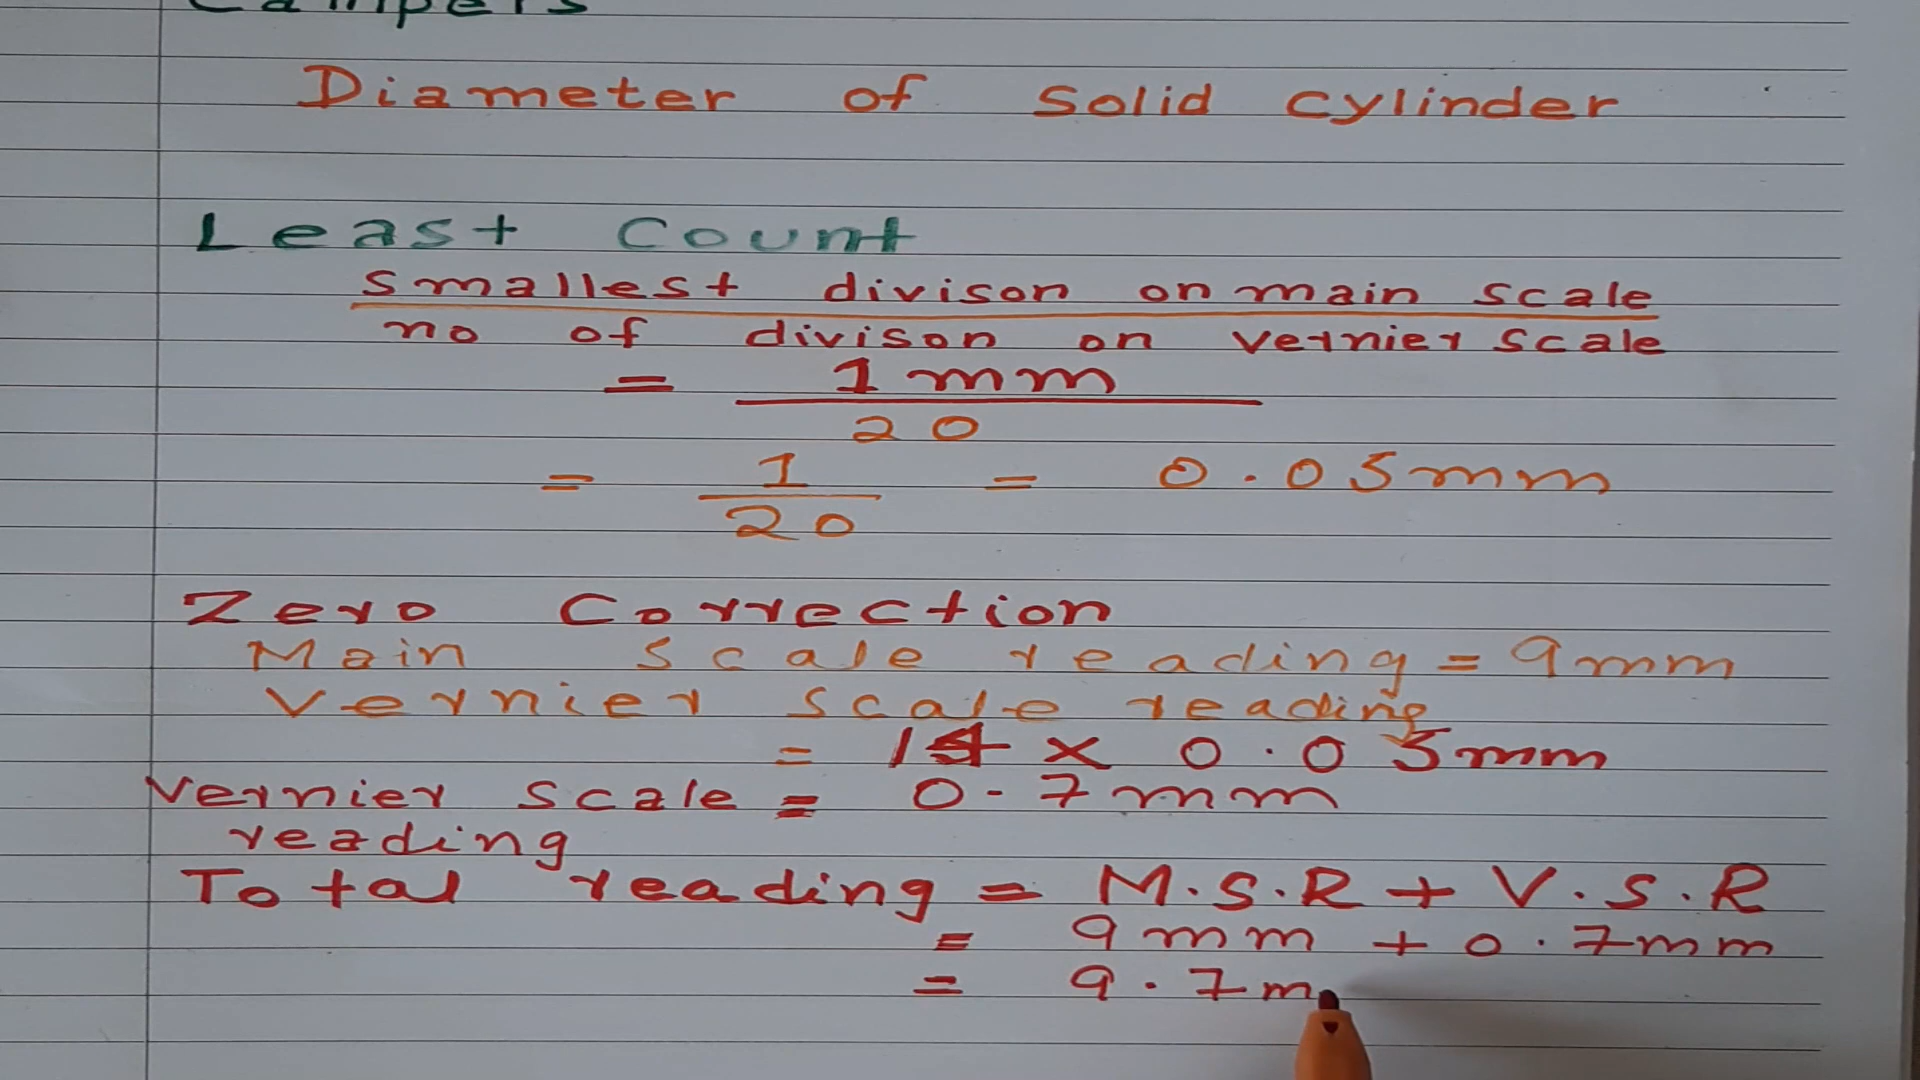 Diameter of Solid cylinder
Least Count
Smallest divison on main Scale
no of divison on Vernier Scale
= 1mm
20
= 1 = 0.05mm
20
Zero Correction
Main Scale reading = 9mm
Vernier Scale reading
= 14 x 0.05mm
Vernier Scale = 0.7mm
reading
Total reading = M.S.R + V.S.R
= 9mm + 0.7mm
= 9.7m